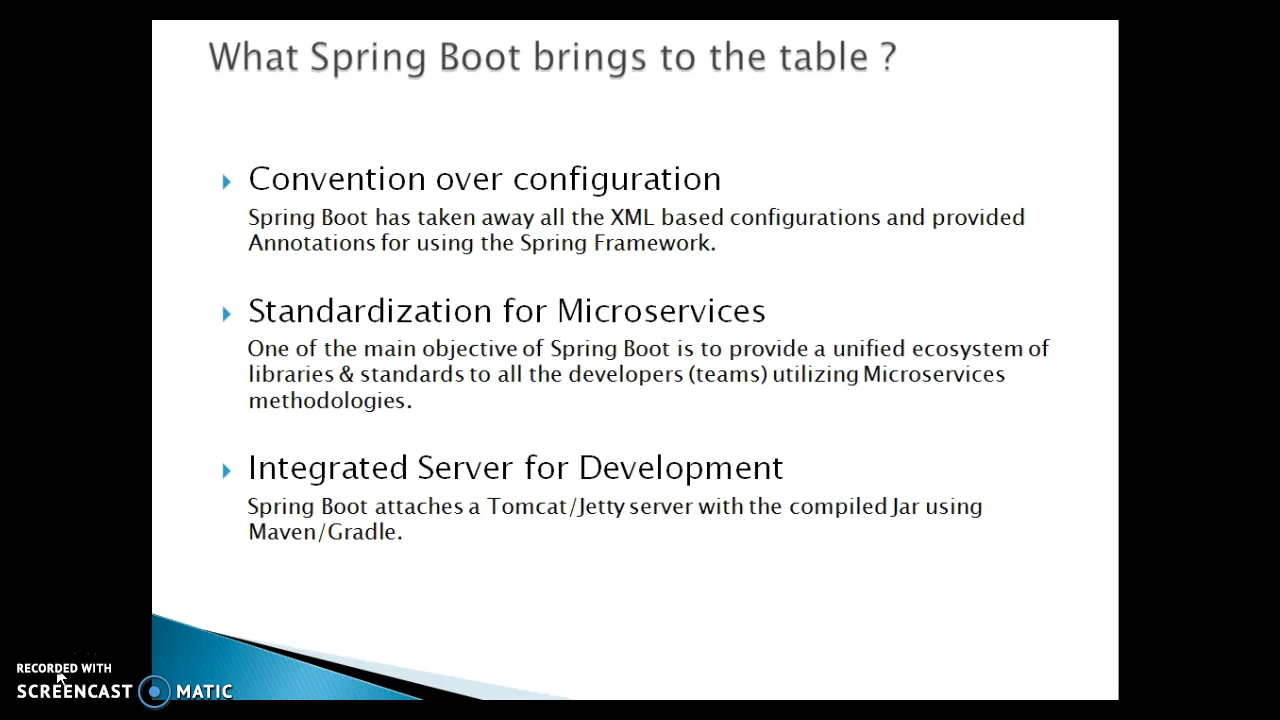 What Spring Boot brings to the table ?
Convention over configuration
Spring Boot has taken away all the XML based configurations and provided
Annotations for using the Spring Framework.
Standardization for Microservices
One of the main objective of Spring Boot is to provide a unified ecosystem of
libraries & standards to all the developers (teams) utilizing Microservices
methodologies.
Integrated Server for Development
Spring Boot attaches a Tomcat/Jetty server with the compiled Jar using
Maven/Gradle.
RECORDED WITH
SCREENCAST MATIC